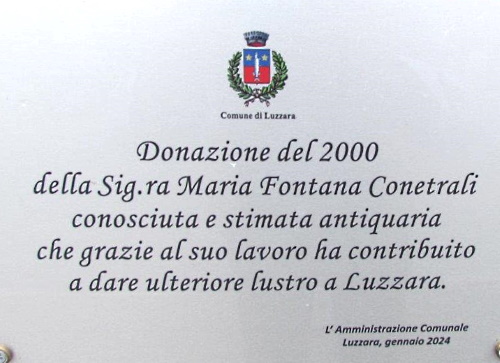 Comune di Luzzara
Donazione del 2000
della Sig.ra Maria Fontana Conetrali
conosciuta e stimata antiquaria
che grazie al suo lavoro ha contribuito
a dare ulteriore lustro a Luzzara.
L' Amministrazione Comunale
Luzzara, gennaio 2024